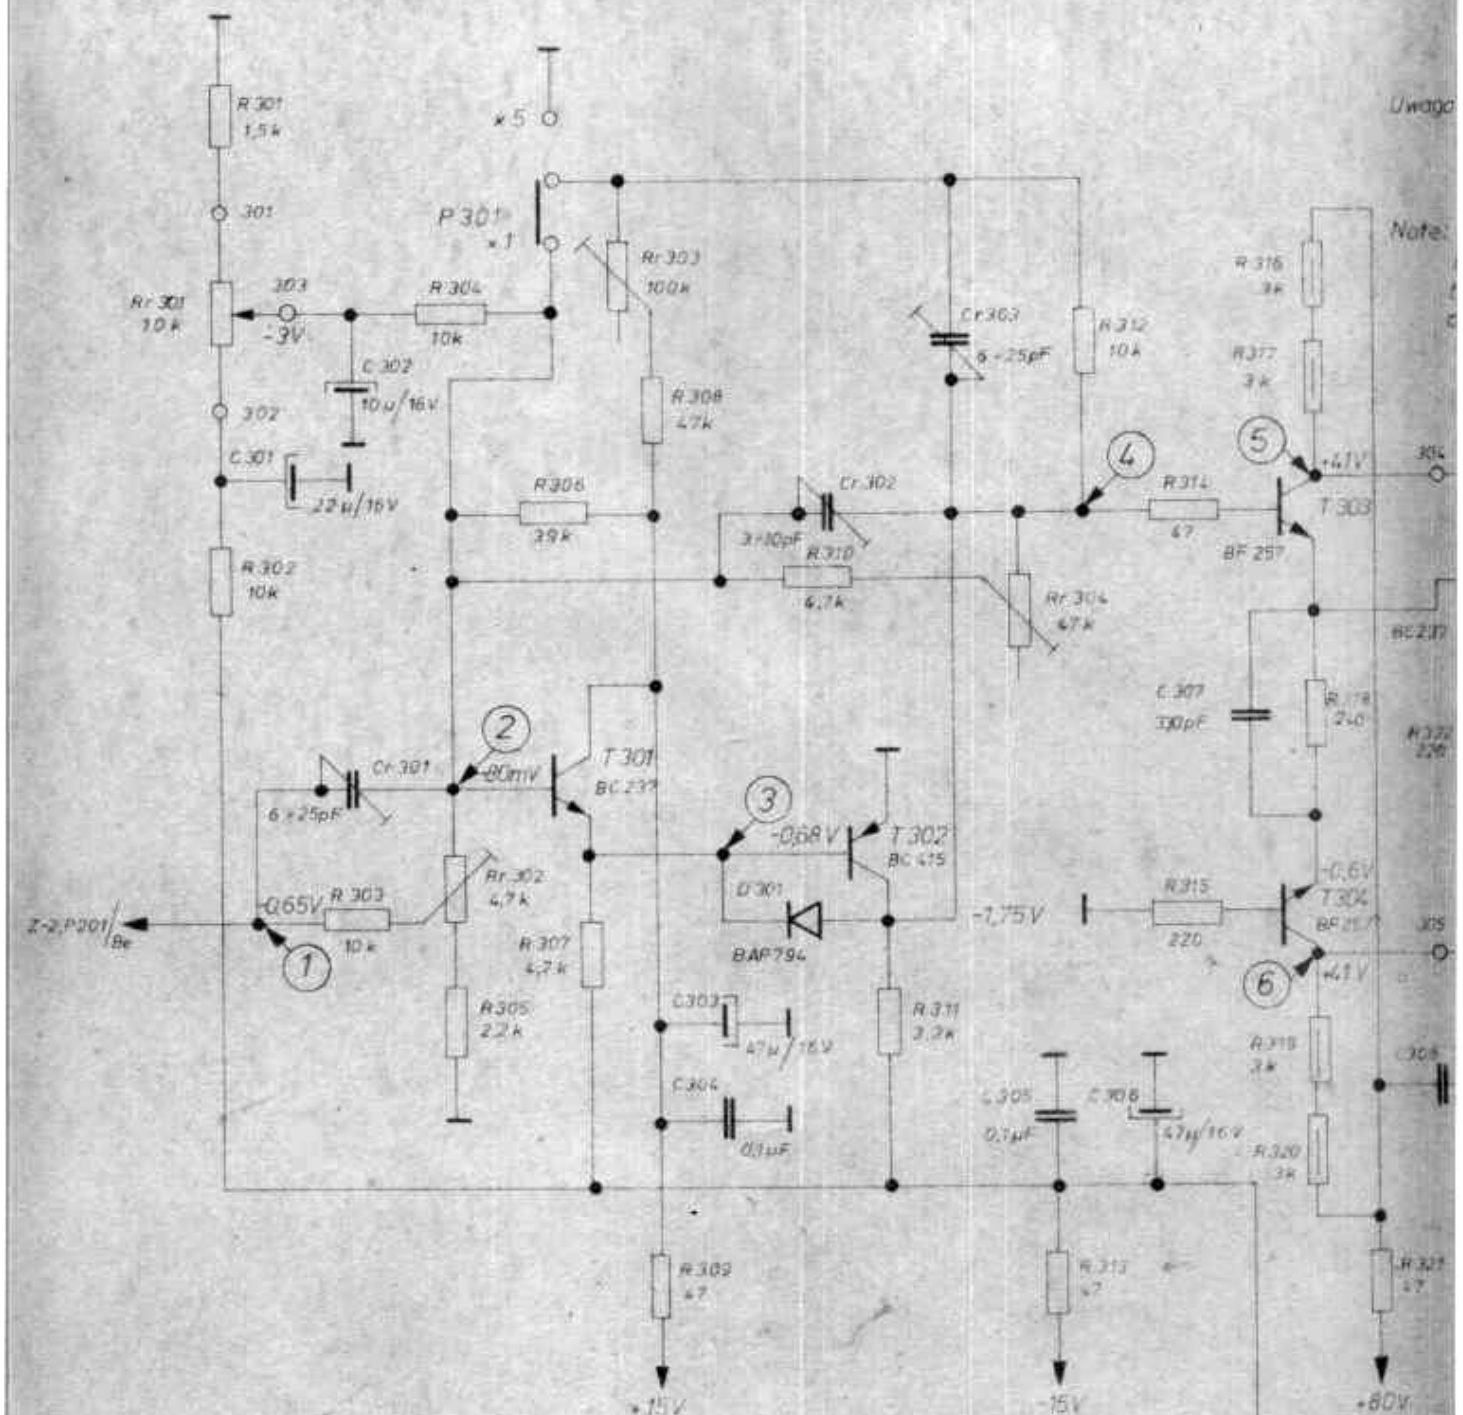 R 301
1,5 k
× 5
Uwaga
301
P 301
× 1
Note:
Rr 301
10 k
303
-3V
R 304
10k
Rr 303
100k
R 316
3k
Cr 303
6÷25pF
R 312
10k
R 317
3k
C 302
10µ/16V
302
R 308
47k
C 301
22µ/16V
R 306
39k
Cr 302
3÷10pF
4
5
+41V
304
R 314
47
T 303
BF 257
R 302
10k
R 310
4,7k
Rr 304
47k
BC 237
C 307
330pF
240
220
2
Cr 301
6÷25pF
-80mV
T 301
BC 237
3
-0,68V
T 302
BC 415
D 301
BAP 794
Rr 302
4,7k
Z-2,P201/Be
-0,65V
R 303
10k
1
R 307
4,7k
-1,75V
R 315
220
-0,6V
T 304
BF 257
305
6
+41V
R 305
2,2k
C 303
47µ/16V
R 311
3,3k
R 319
3k
C 304
0,1µF
C 305
0,1µF
C 306
47µ/16V
R 320
3k
R 309
47
R 313
47
R 321
47
+15V
15V
+80V